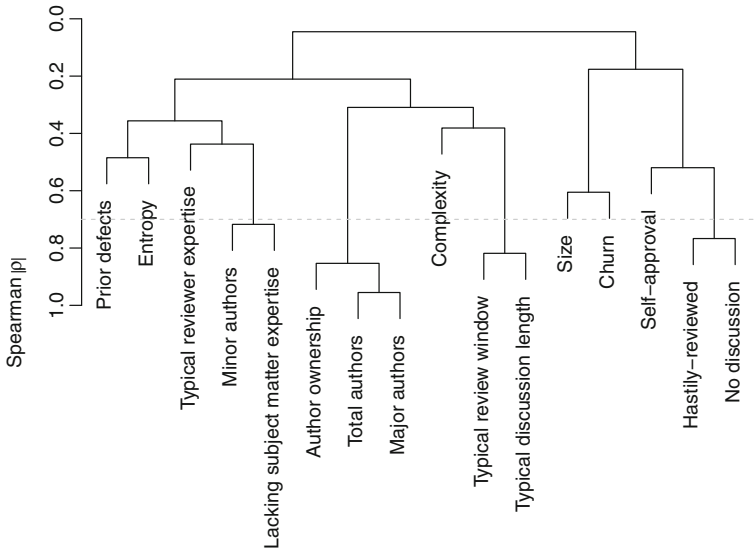 Spearman |ρ|
0.0
0.2
0.4
0.6
0.8
1.0
Prior defects
Entropy
Typical reviewer expertise
Minor authors
Lacking subject matter expertise
Author ownership
Total authors
Major authors
Complexity
Typical review window
Typical discussion length
Size
Churn
Self−approval
Hastily−reviewed
No discussion